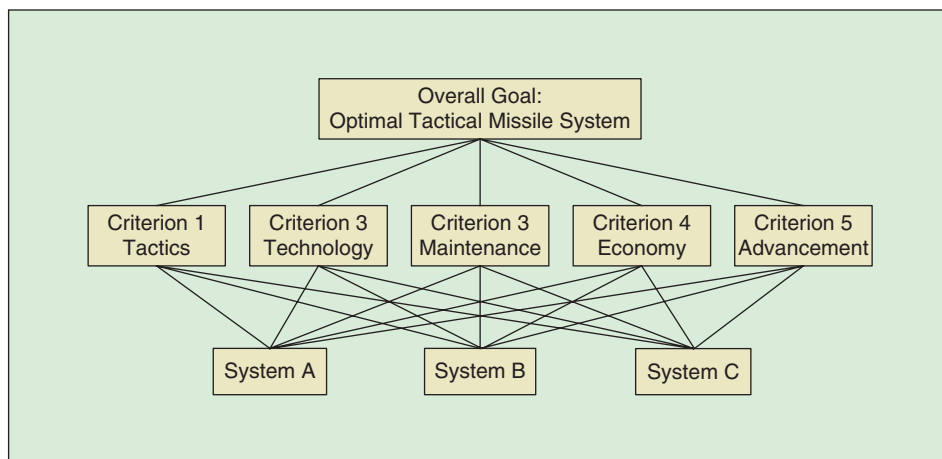 Overall Goal:
Optimal Tactical Missile System
Criterion 1
Tactics
Criterion 3
Technology
Criterion 3
Maintenance
Criterion 4
Economy
Criterion 5
Advancement
System A
System B
System C